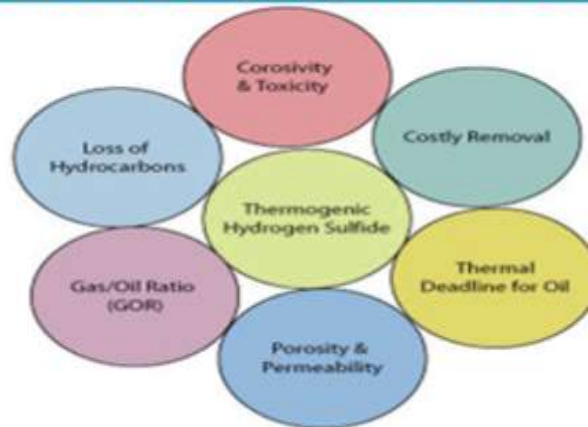 Corosivity
& Toxicity
Loss of
Hydrocarbons
Costly Removal
Thermogenic
Hydrogen Sulfide
Gas/Oil Ratio
(GOR)
Thermal
Deadline for Oil
Porosity &
Permeability